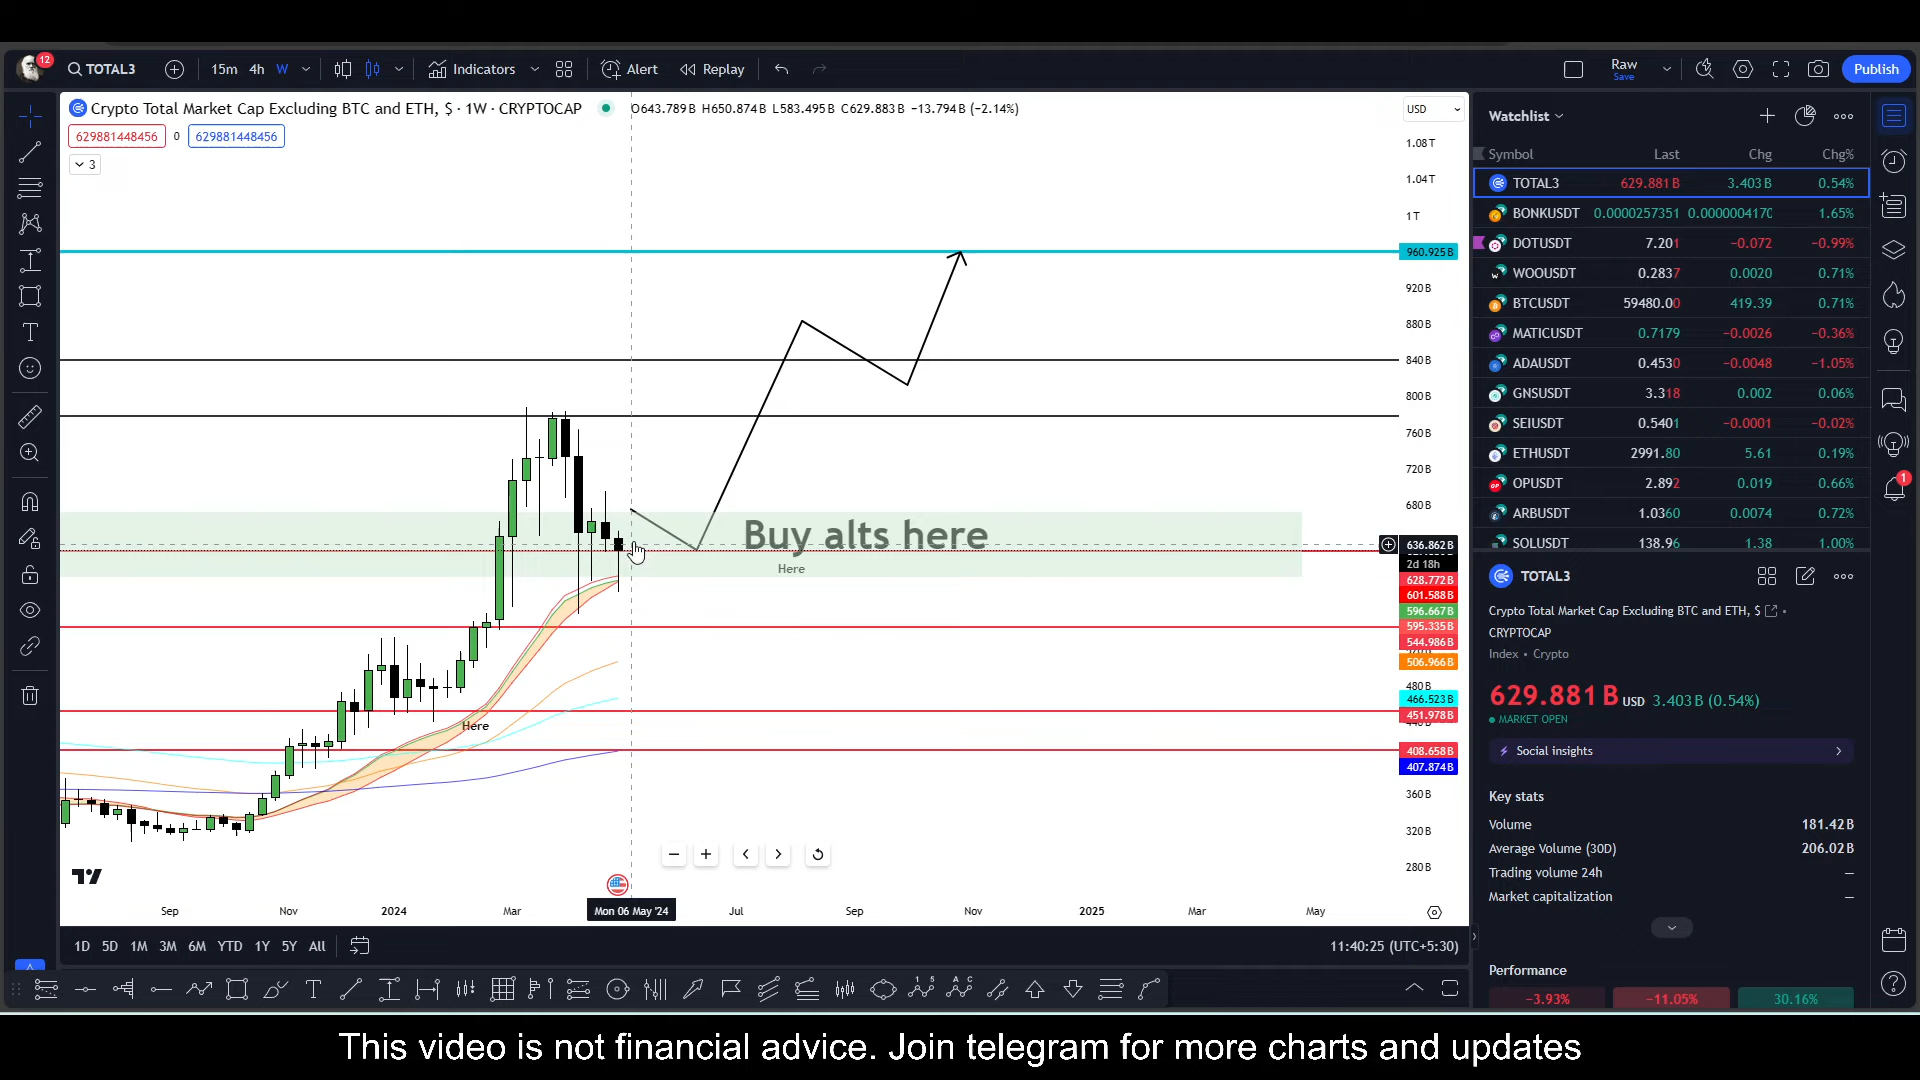 12
TOTAL3
15m 4h W
Indicators
Alert
Replay
Raw
Save
Publish
Crypto Total Market Cap Excluding BTC and ETH, $ · 1W · CRYPTOCAP
O643.789B H650.874B L583.495B C629.883B −13.794B (−2.14%)
USD
629881448456 0 629881448456
3
1.08T
1.04T
1T
960.925B
920B
880B
840B
800B
760B
720B
680B
636.862B
2d 18h
628.772B
601.588B
596.667B
595.335B
544.986B
506.966B
480B
466.523B
451.978B
408.658B
407.874B
360B
320B
280B
Buy alts here
Here
Here
Sep Nov 2024 Mar Mon 06 May '24 Jul Sep Nov 2025 Mar May
1D 5D 1M 3M 6M YTD 1Y 5Y All
11:40:25 (UTC+5:30)
Watchlist
Symbol Last Chg Chg%
TOTAL3 629.881B 3.403B 0.54%
BONKUSDT 0.0000257351 0.000000417
DOTUSDT 7.201 −0.072 −0.99%
WOOUSDT 0.2837 0.0020 0.71%
BTCUSDT 59480.00 419.39 0.71%
MATICUSDT 0.7179 −0.0026 −0.36%
ADAUSDT 0.4530 −0.0048 −1.05%
GNSUSDT 3.318 0.002 0.06%
SEIUSDT 0.5401 −0.0001 −0.02%
ETHUSDT 2991.80 5.61 0.19%
OPUSDT 2.892 0.019 0.66%
ARBUSDT 1.0360 0.0074 0.72%
SOLUSDT 138.96 1.38 1.00%
1
TOTAL3
Crypto Total Market Cap Excluding BTC and ETH, $
CRYPTOCAP
Index • Crypto
629.881B USD 3.403B (0.54%)
MARKET OPEN
Social insights
Key stats
Volume 181.42B
Average Volume (30D) 206.02B
Trading volume 24h —
Market capitalization —
Performance
−3.93% −11.05% 30.16%
This video is not financial advice. Join telegram for more charts and updates